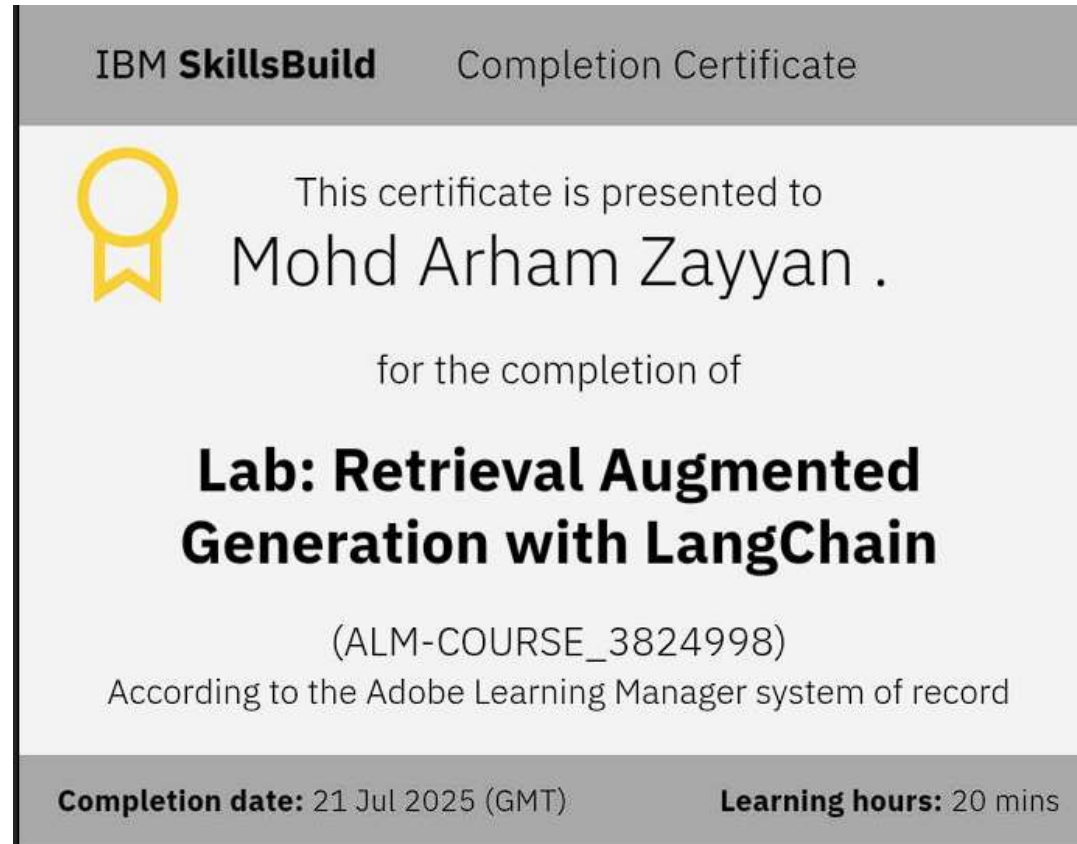 IBM SkillsBuild Completion Certificate
This certificate is presented to
Mohd Arham Zayyan .
for the completion of
Lab: Retrieval Augmented
Generation with LangChain
(ALM-COURSE_3824998)
According to the Adobe Learning Manager system of record
Completion date: 21 Jul 2025 (GMT) Learning hours: 20 mins